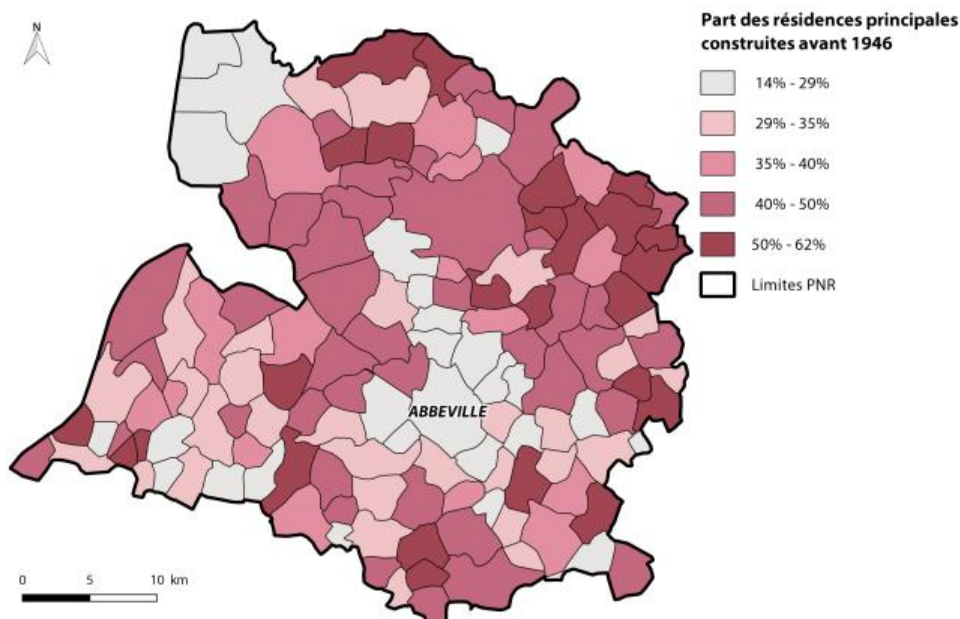 Part des résidences principales
construites avant 1946
N
14% - 29%
29% - 35%
35% - 40%
40% - 50%
50% - 62%
Limites PNR
ABBEVILLE
0 5 10 km